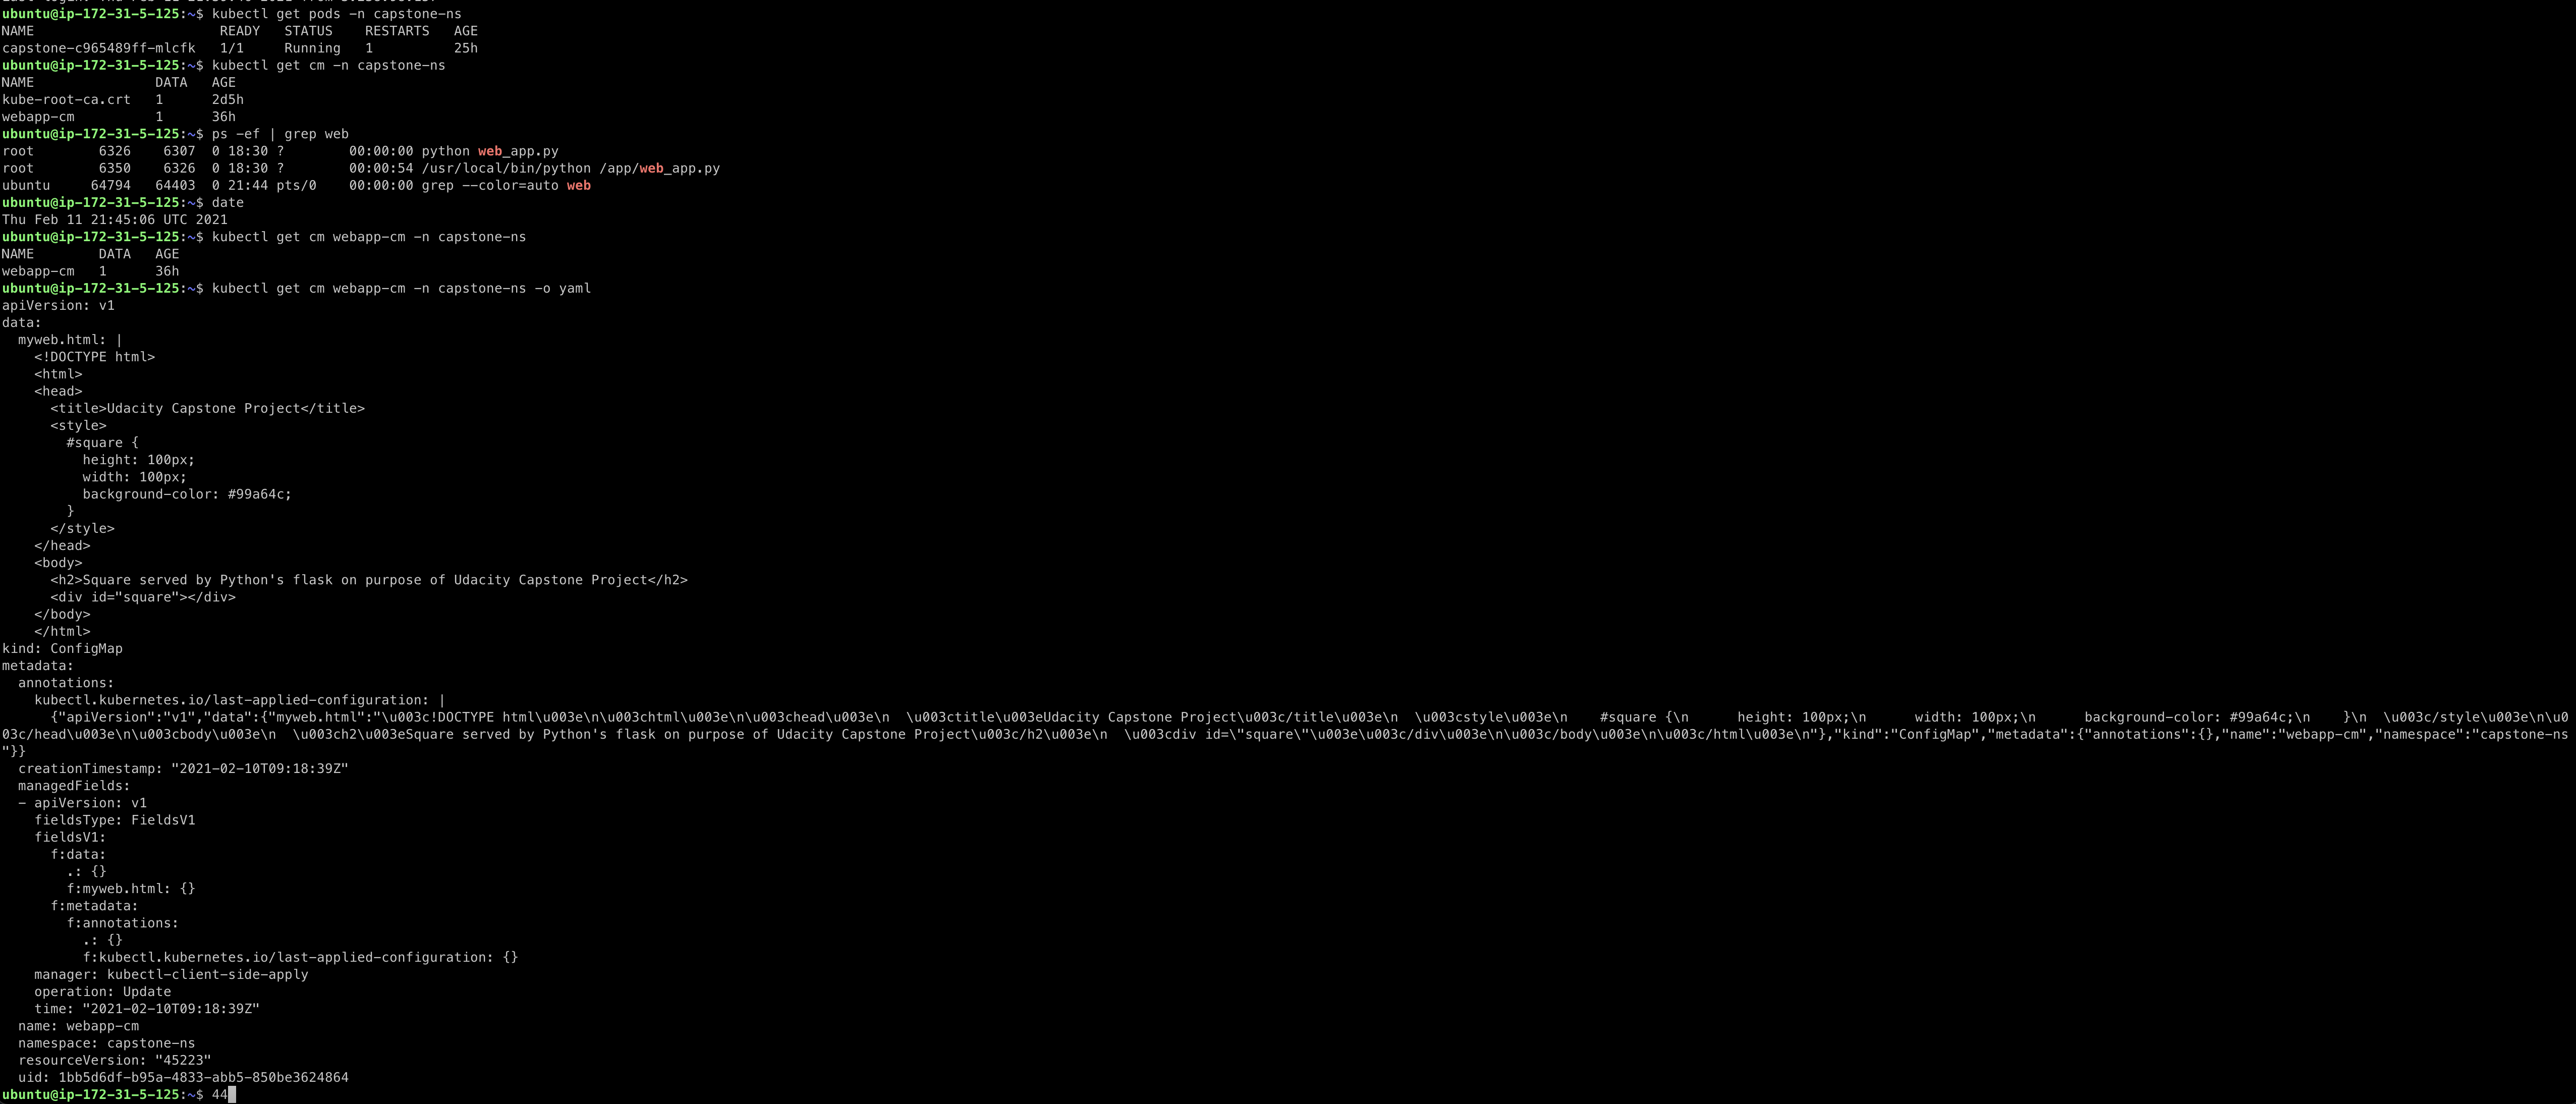 ubuntu@ip-172-31-5-125:~$ kubectl get pods -n capstone-ns
NAME                       READY   STATUS    RESTARTS   AGE
capstone-c965489ff-mlcfk   1/1     Running   1          25h
ubuntu@ip-172-31-5-125:~$ kubectl get cm -n capstone-ns
NAME               DATA   AGE
kube-root-ca.crt   1      2d5h
webapp-cm          1      36h
ubuntu@ip-172-31-5-125:~$ ps -ef | grep web
root        6326    6307  0 18:30 ?        00:00:00 python web_app.py
root        6350    6326  0 18:30 ?        00:00:54 /usr/local/bin/python /app/web_app.py
ubuntu     64794   64403  0 21:44 pts/0    00:00:00 grep --color=auto web
ubuntu@ip-172-31-5-125:~$ date
Thu Feb 11 21:45:06 UTC 2021
ubuntu@ip-172-31-5-125:~$ kubectl get cm webapp-cm -n capstone-ns
NAME        DATA   AGE
webapp-cm   1      36h
ubuntu@ip-172-31-5-125:~$ kubectl get cm webapp-cm -n capstone-ns -o yaml
apiVersion: v1
data:
  myweb.html: |
    <!DOCTYPE html>
    <html>
    <head>
      <title>Udacity Capstone Project</title>
      <style>
        #square {
          height: 100px;
          width: 100px;
          background-color: #99a64c;
        }
      </style>
    </head>
    <body>
      <h2>Square served by Python's flask on purpose of Udacity Capstone Project</h2>
      <div id="square"></div>
    </body>
    </html>
kind: ConfigMap
metadata:
  annotations:
    kubectl.kubernetes.io/last-applied-configuration: |
      {"apiVersion":"v1","data":{"myweb.html":"\u003c!DOCTYPE html\u003e\n\u003chtml\u003e\n\u003chead\u003e\n  \u003ctitle\u003eUdacity Capstone Project\u003c/title\u003e\n  \u003cstyle\u003e\n    #square {\n      height: 100px;\n      width: 100px;\n      background-color: #99a64c;\n    }\n  \u003c/style\u003e\n\u0
03c/head\u003e\n\u003cbody\u003e\n  \u003ch2\u003eSquare served by Python's flask on purpose of Udacity Capstone Project\u003c/h2\u003e\n  \u003cdiv id=\"square\"\u003e\u003c/div\u003e\n\u003c/body\u003e\n\u003c/html\u003e\n"},"kind":"ConfigMap","metadata":{"annotations":{},"name":"webapp-cm","namespace":"capstone-ns
"}}
  creationTimestamp: "2021-02-10T09:18:39Z"
  managedFields:
  - apiVersion: v1
    fieldsType: FieldsV1
    fieldsV1:
      f:data:
        .: {}
        f:myweb.html: {}
      f:metadata:
        f:annotations:
          .: {}
          f:kubectl.kubernetes.io/last-applied-configuration: {}
    manager: kubectl-client-side-apply
    operation: Update
    time: "2021-02-10T09:18:39Z"
  name: webapp-cm
  namespace: capstone-ns
  resourceVersion: "45223"
  uid: 1bb5d6df-b95a-4833-abb5-850be3624864
ubuntu@ip-172-31-5-125:~$ 44